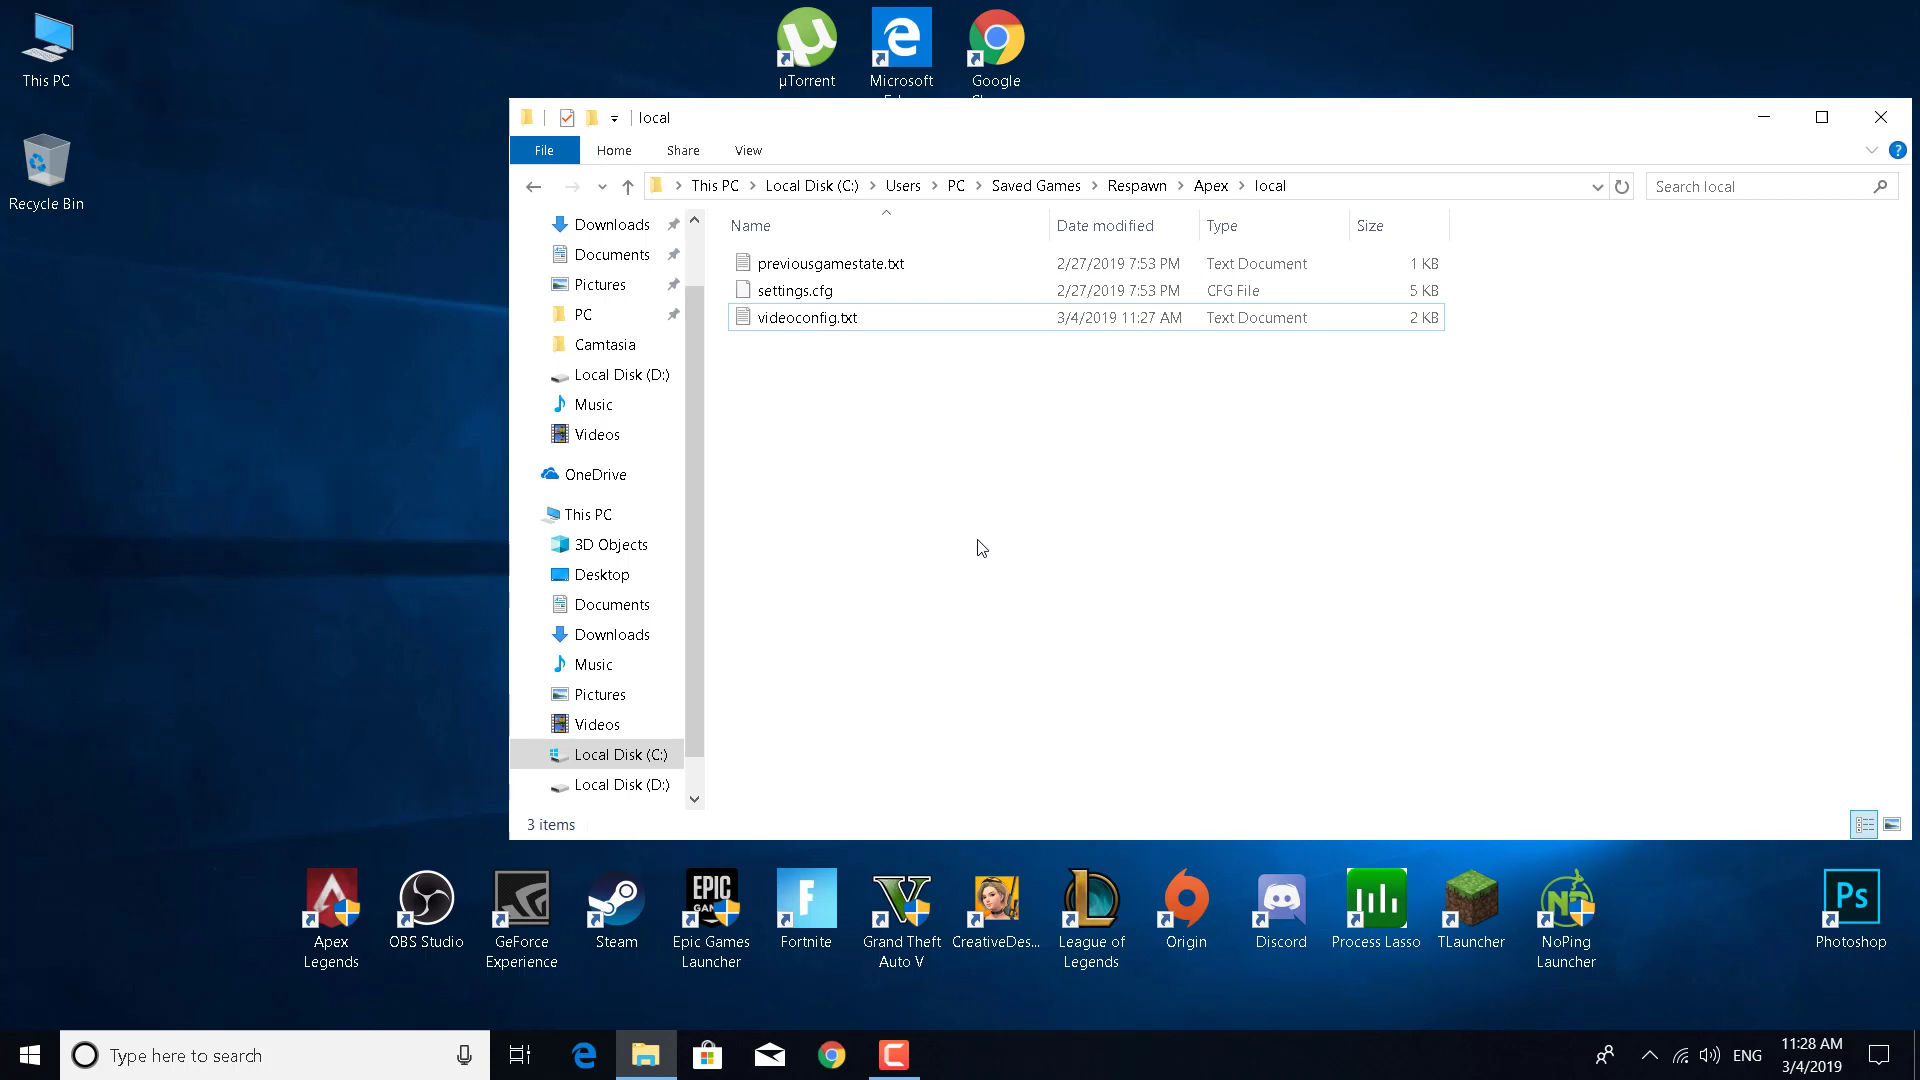 This PC
Recycle Bin
µTorrent
Microsoft
Google
local
File
Home
Share
View
This PC
Local Disk (C:)
Users
PC
Saved Games
Respawn
Apex
local
Search local
Downloads
Documents
Pictures
PC
Camtasia
Local Disk (D:)
Music
Videos
OneDrive
This PC
3D Objects
Desktop
Documents
Downloads
Music
Pictures
Videos
Local Disk (C:)
Local Disk (D:)
Name Date modified Type Size
previousgamestate.txt 2/27/2019 7:53 PM Text Document 1 KB
settings.cfg 2/27/2019 7:53 PM CFG File 5 KB
videoconfig.txt 3/4/2019 11:27 AM Text Document 2 KB
3 items
EPIC
GAMES
Ps
Apex
Legends
OBS Studio
GeForce
Experience
Steam
Epic Games
Launcher
Fortnite
Grand Theft
Auto V
CreativeDes...
League of
Legends
Origin
Discord
Process Lasso
TLauncher
NoPing
Launcher
Photoshop
Type here to search
ENG
11:28 AM
3/4/2019